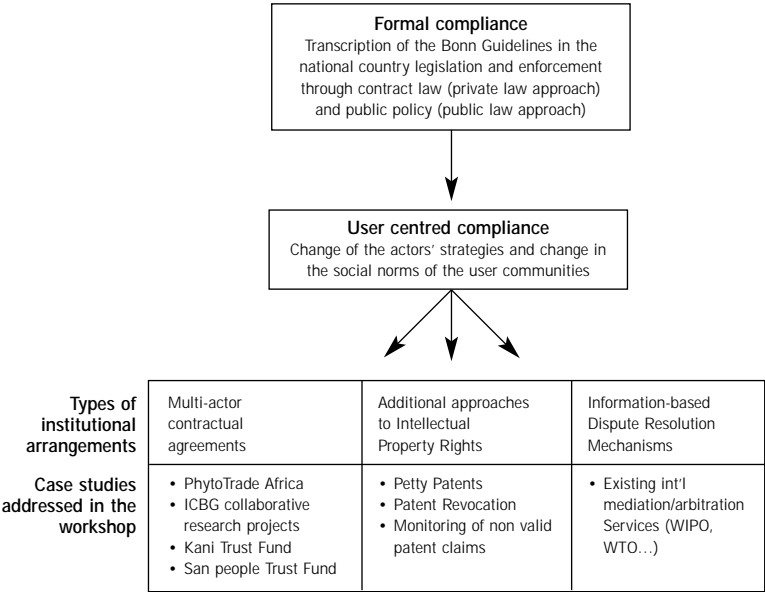 Formal compliance
Transcription of the Bonn Guidelines in the
national country legislation and enforcement
through contract law (private law approach)
and public policy (public law approach)
User centred compliance
Change of the actors' strategies and change in
the social norms of the user communities
Types of
institutional
arrangements
Multi-actor
contractual
agreements
Additional approaches
to Intellectual
Property Rights
Information-based
Dispute Resolution
Mechanisms
Case studies
addressed in the
workshop
• PhytoTrade Africa
• ICBG collaborative
research projects
• Kani Trust Fund
• San people Trust Fund
• Petty Patents
• Patent Revocation
• Monitoring of non valid
patent claims
• Existing int'l
mediation/arbitration
Services (WIPO,
WTO…)